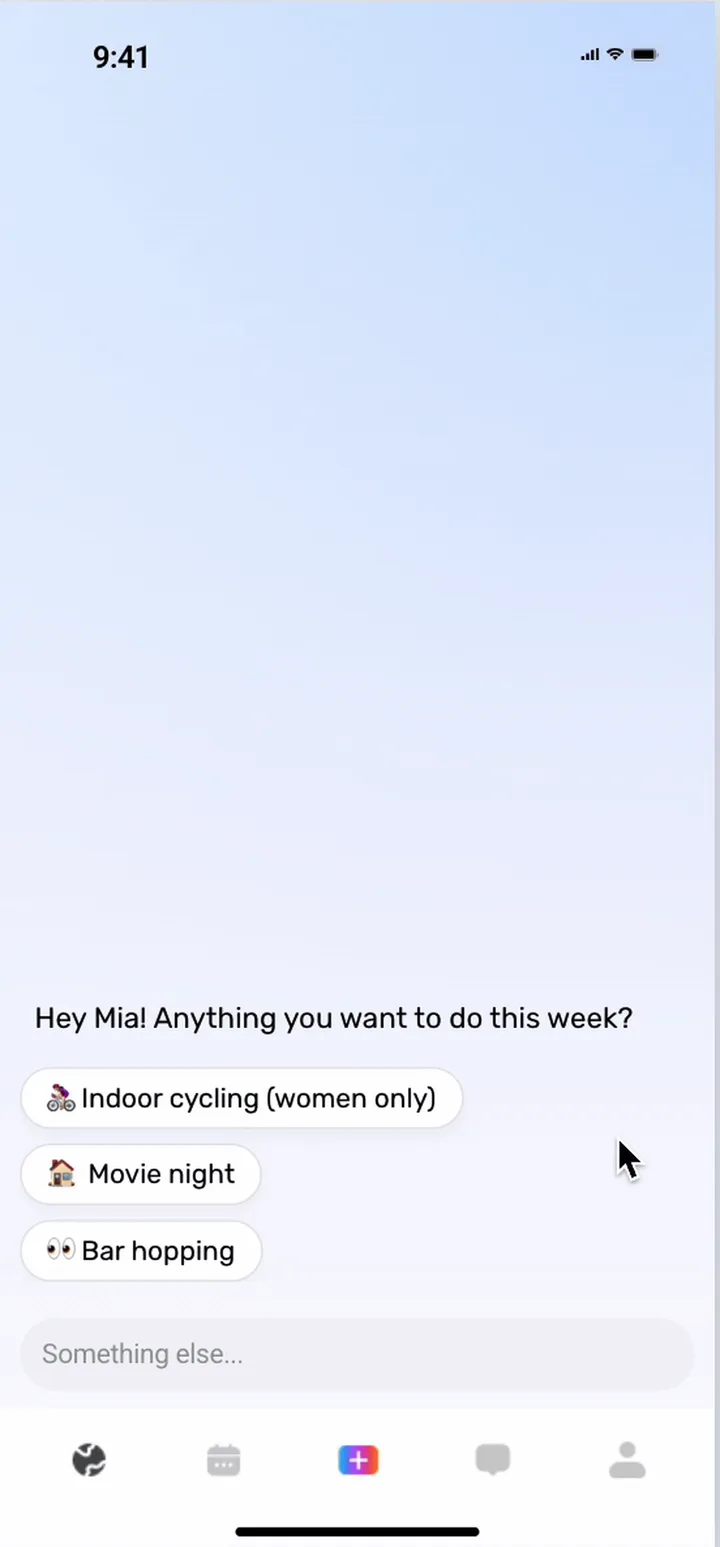 9:41
Hey Mia! Anything you want to do this week?
🚴🏾‍♀️ Indoor cycling (women only)
🏠 Movie night
👀 Bar hopping
Something else...